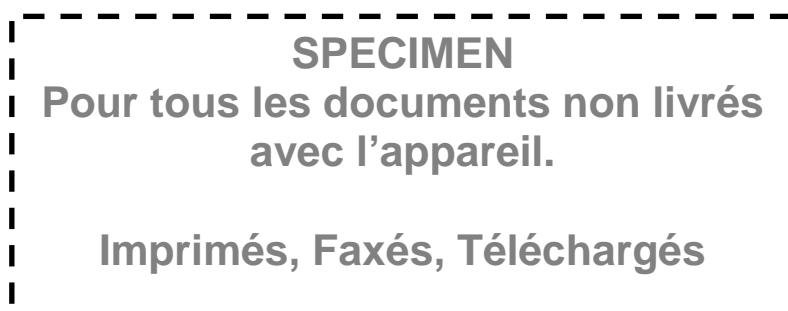 SPECIMEN
Pour tous les documents non livrés
avec l’appareil.
Imprimés, Faxés, Téléchargés